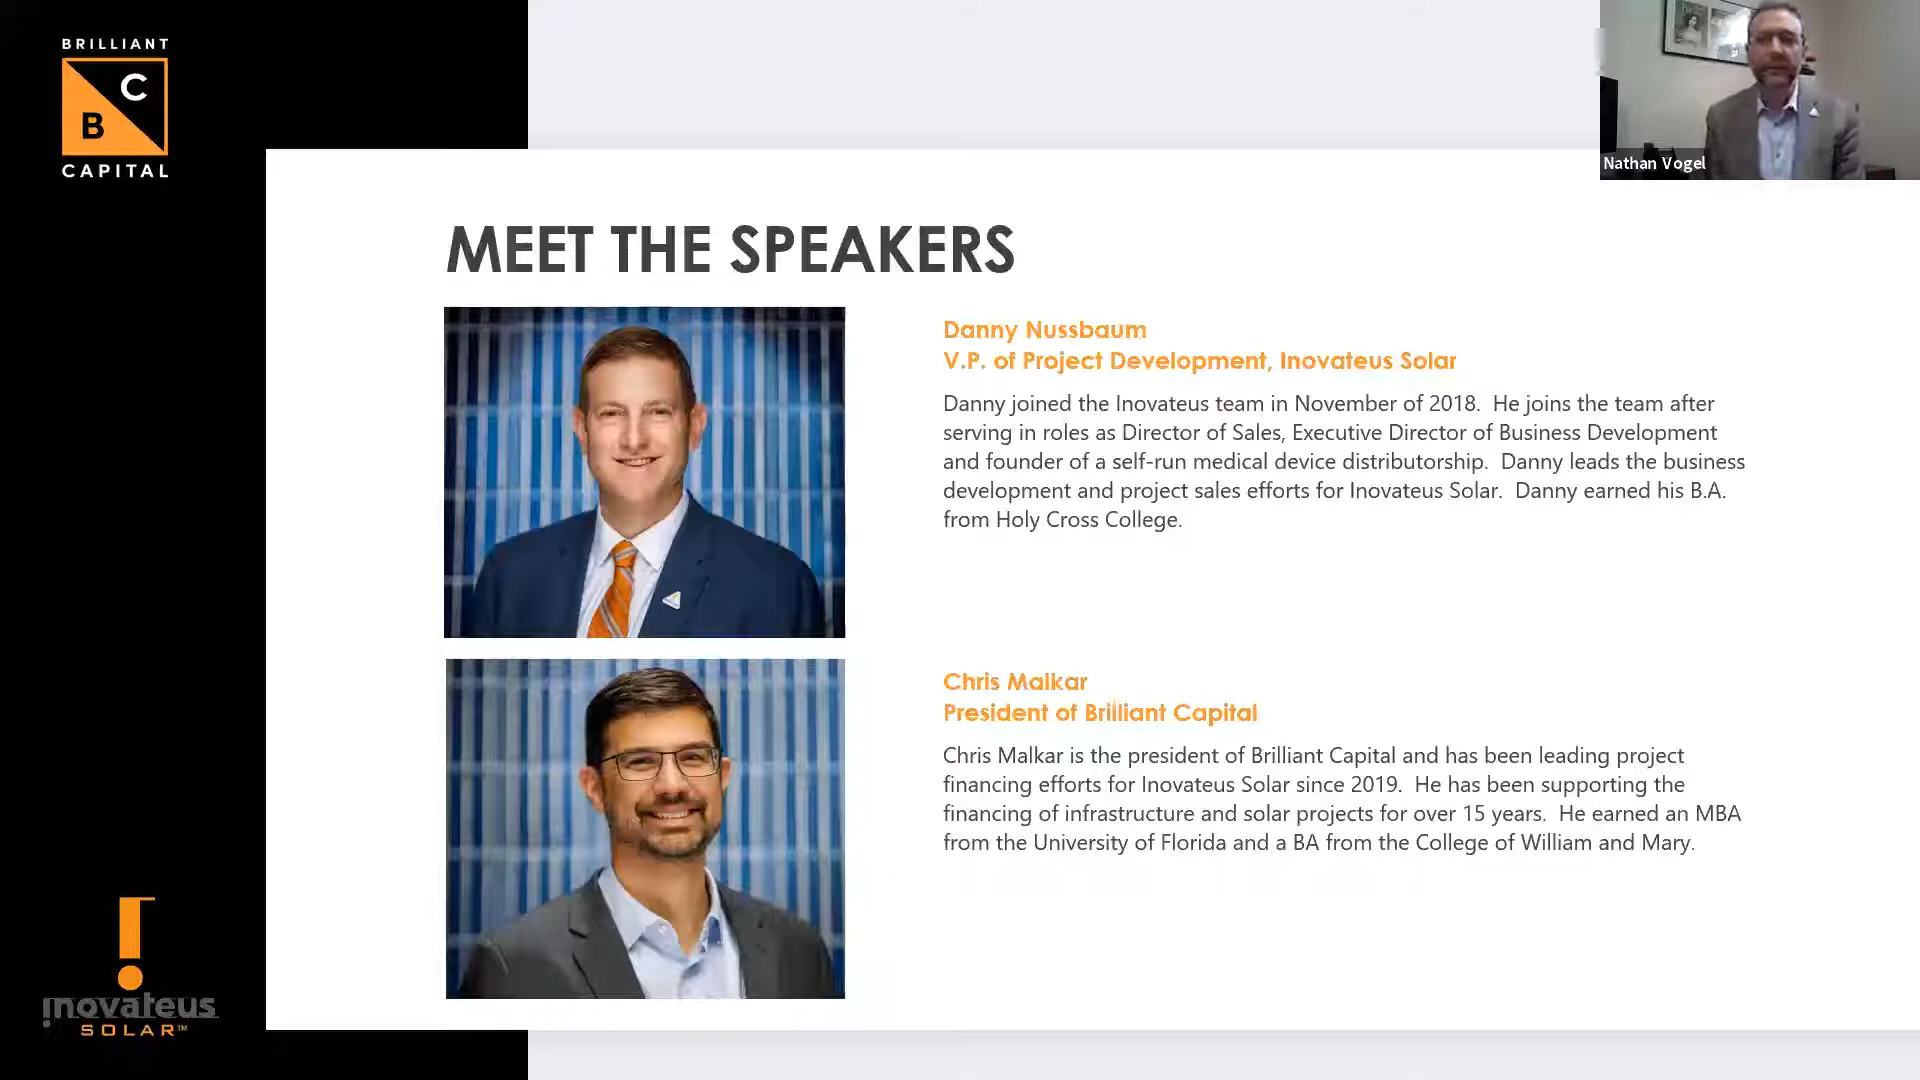 BRILLIANT
C
B
CAPITAL
Nathan Vogel
MEET THE SPEAKERS
Danny Nussbaum
V.P. of Project Development, Inovateus Solar
Danny joined the Inovateus team in November of 2018.  He joins the team after
serving in roles as Director of Sales, Executive Director of Business Development
and founder of a self-run medical device distributorship.  Danny leads the business
development and project sales efforts for Inovateus Solar.  Danny earned his B.A.
from Holy Cross College.
Chris Malkar
President of Brilliant Capital
Chris Malkar is the president of Brilliant Capital and has been leading project
financing efforts for Inovateus Solar since 2019.  He has been supporting the
financing of infrastructure and solar projects for over 15 years.  He earned an MBA
from the University of Florida and a BA from the College of William and Mary.
inovateus
SOLAR™